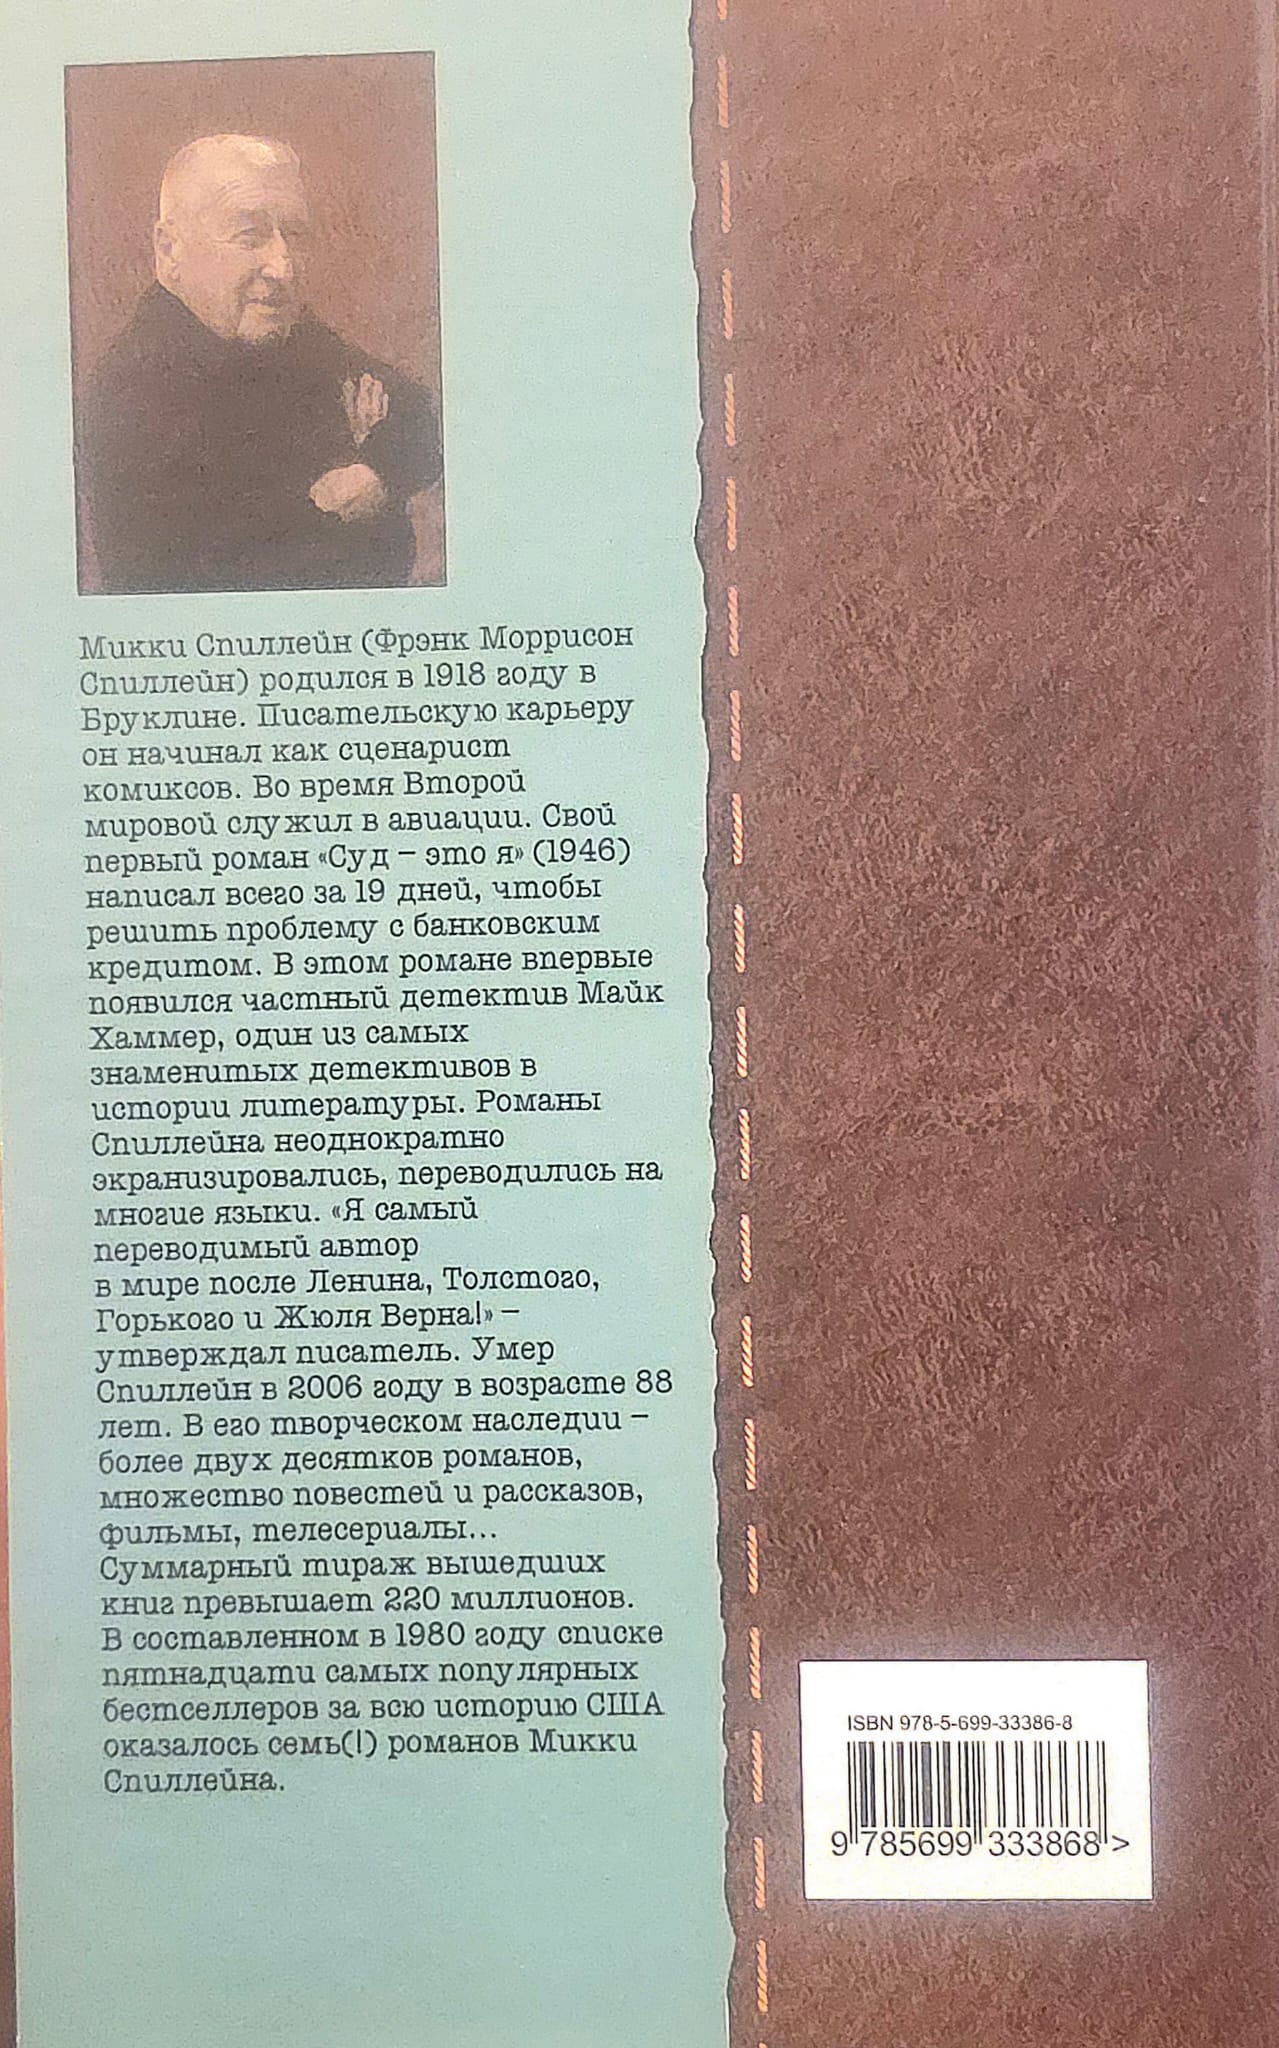 Микки Спиллейн (Фрэнк Моррисон
Спиллейн) родился в 1918 году в
Бруклине. Писательскую карьеру
он начинал как сценарист
комиксов. Во время Второй
мировой служил в авиации. Свой
первый роман «Суд – это я» (1946)
написал всего за 19 дней, чтобы
решить проблему с банковским
кредитом. В этом романе впервые
появился частный детектив Майк
Хаммер, один из самых
знаменитых детективов в
истории литературы. Романы
Спиллейна неоднократно
экранизировались, переводились на
многие языки. «Я самый
переводимый автор
в мире после Ленина, Толстого,
Горького и Жюля Верна!» –
утверждал писатель. Умер
Спиллейн в 2006 году в возрасте 88
лет. В его творческом наследии –
более двух десятков романов,
множество повестей и рассказов,
фильмы, телесериалы...
Суммарный тираж вышедших
книг превышает 220 миллионов.
В составленном в 1980 году списке
пятнадцати самых популярных
бестселлеров за всю историю США
оказалось семь(!) романов Микки
Спиллейна.
ISBN 978-5-699-33386-8
9 785699 333868 >